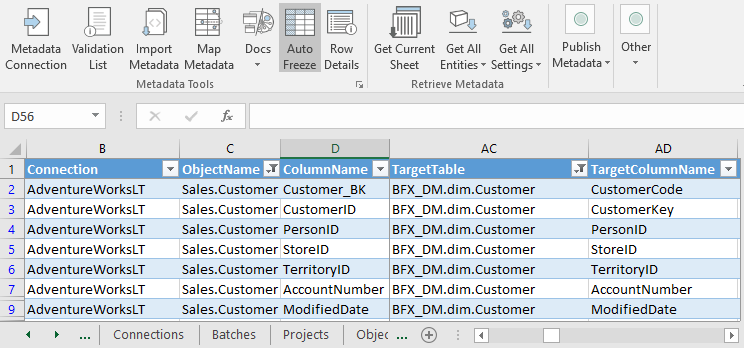 Metadata Connection Validation List Import Metadata Map Metadata Docs Auto Freeze Row Details Get Current Sheet Get All Entities Get All Settings Publish Metadata Other
Metadata Tools Retrieve Metadata
D56 fx
B C D AC AD
1 Connection ObjectName ColumnName TargetTable TargetColumnName
2 AdventureWorksLT Sales.Customer Customer_BK BFX_DM.dim.Customer CustomerCode
3 AdventureWorksLT Sales.Customer CustomerID BFX_DM.dim.Customer CustomerKey
4 AdventureWorksLT Sales.Customer PersonID BFX_DM.dim.Customer PersonID
5 AdventureWorksLT Sales.Customer StoreID BFX_DM.dim.Customer StoreID
6 AdventureWorksLT Sales.Customer TerritoryID BFX_DM.dim.Customer TerritoryID
7 AdventureWorksLT Sales.Customer AccountNumber BFX_DM.dim.Customer AccountNumber
9 AdventureWorksLT Sales.Customer ModifiedDate BFX_DM.dim.Customer ModifiedDate
... Connections Batches Projects Objec ...